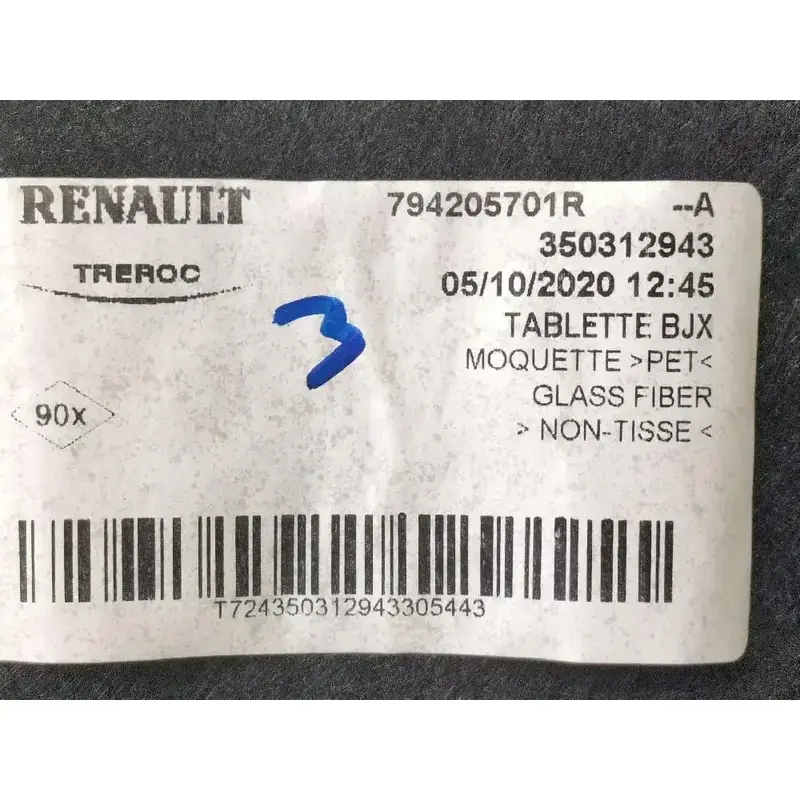 RENAULT 794205701R --A
TREROC 350312943
05/10/2020 12:45
3
TABLETTE BJX
MOQUETTE >PET<
90x GLASS FIBER
> NON-TISSE <
T724350312943305443